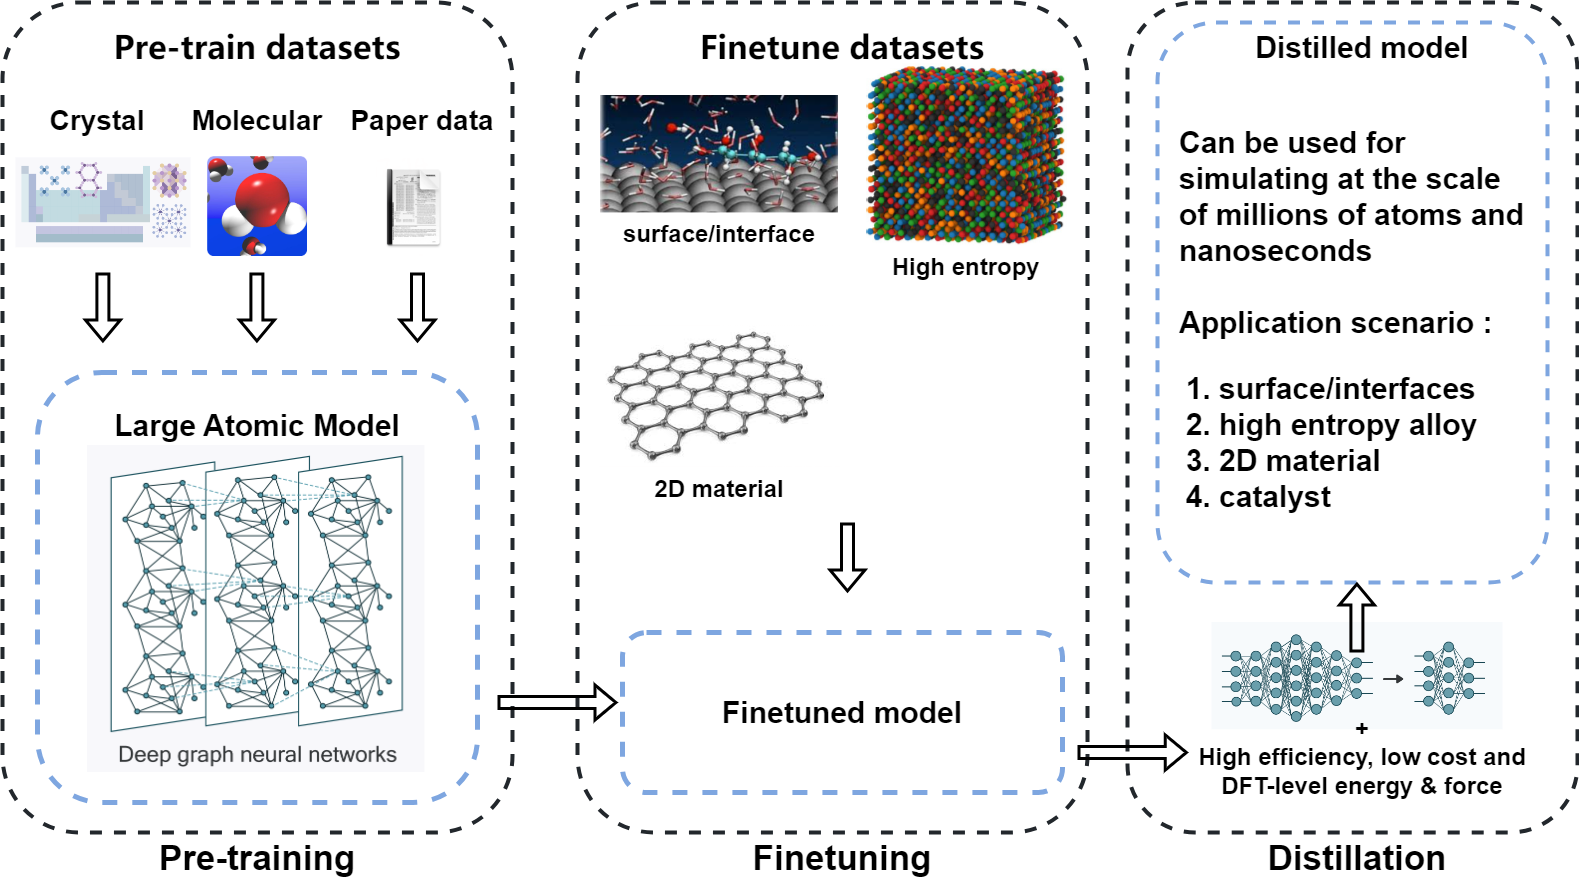 Pre-train datasets
Crystal
Molecular
Paper data
Large Atomic Model
Deep graph neural networks
Pre-training
Finetune datasets
surface/interface
High entropy
2D material
Finetuned model
Finetuning
Distilled model
Can be used for
simulating at the scale
of millions of atoms and
nanoseconds
Application scenario :
1. surface/interfaces
2. high entropy alloy
3. 2D material
4. catalyst
+
High efficiency, low cost and
DFT-level energy & force
Distillation